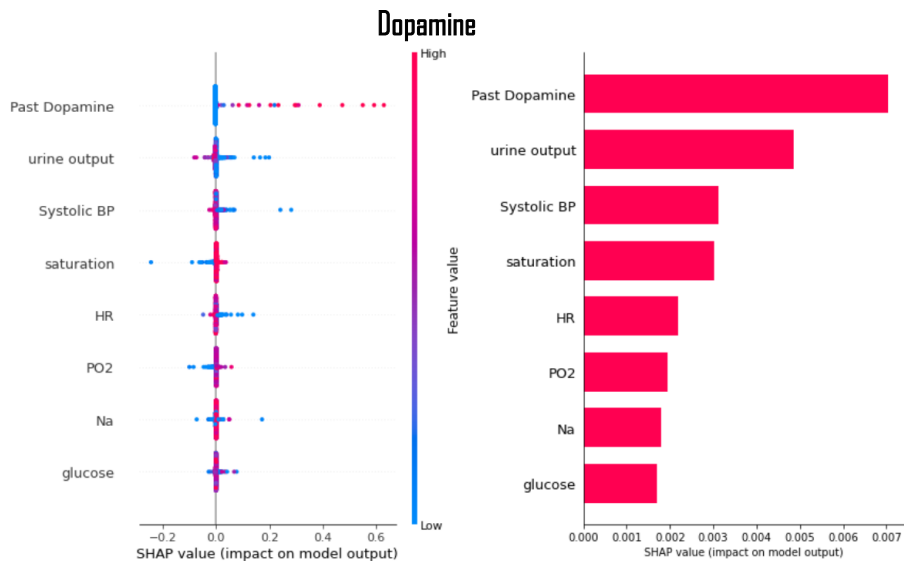 Dopamine
High
Past Dopamine
urine output
Systolic BP
saturation
HR
PO2
Na
glucose
Feature value
Low
−0.2 0.0 0.2 0.4 0.6
SHAP value (impact on model output)
Past Dopamine
urine output
Systolic BP
saturation
HR
PO2
Na
glucose
0.000 0.001 0.002 0.003 0.004 0.005 0.006 0.007
SHAP value (impact on model output)